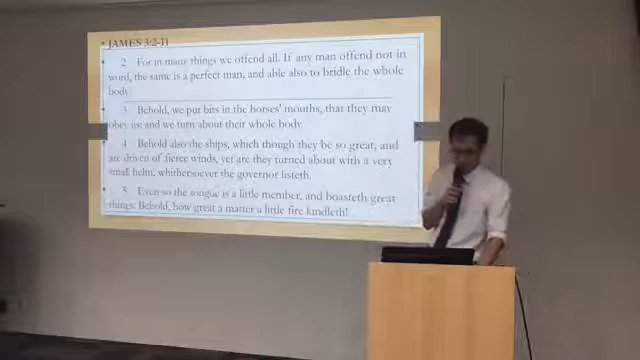 JAMES 3:2-11
2 For in many things we offend all. If any man offend not in
word, the same is a perfect man, and able also to bridle the whole
body.
3 Behold, we put bits in the horses' mouths, that they may
obey us; and we turn about their whole body.
4 Behold also the ships, which though they be so great, and
are driven of fierce winds, yet are they turned about with a very
small helm, whithersoever the governor listeth.
5 Even so the tongue is a little member, and boasteth great
things. Behold, how great a matter a little fire kindleth!